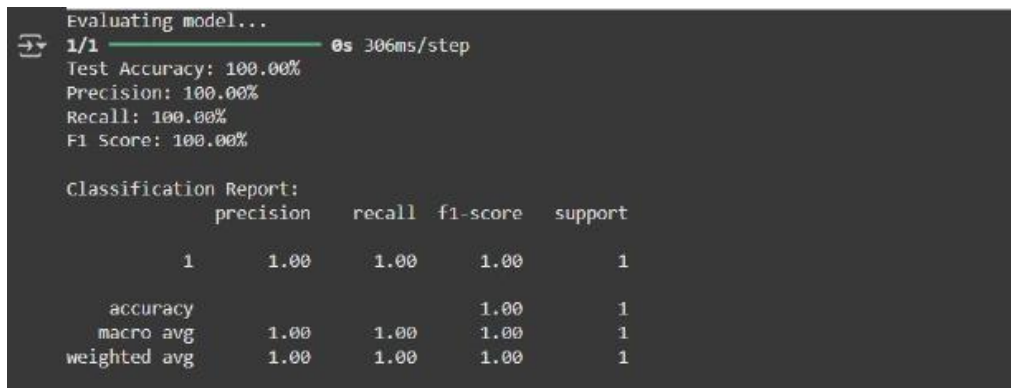 Evaluating model...
1/1 0s 306ms/step
Test Accuracy: 100.00%
Precision: 100.00%
Recall: 100.00%
F1 Score: 100.00%
Classification Report:
precision recall f1-score support
1 1.00 1.00 1.00 1
accuracy 1.00 1
macro avg 1.00 1.00 1.00 1
weighted avg 1.00 1.00 1.00 1